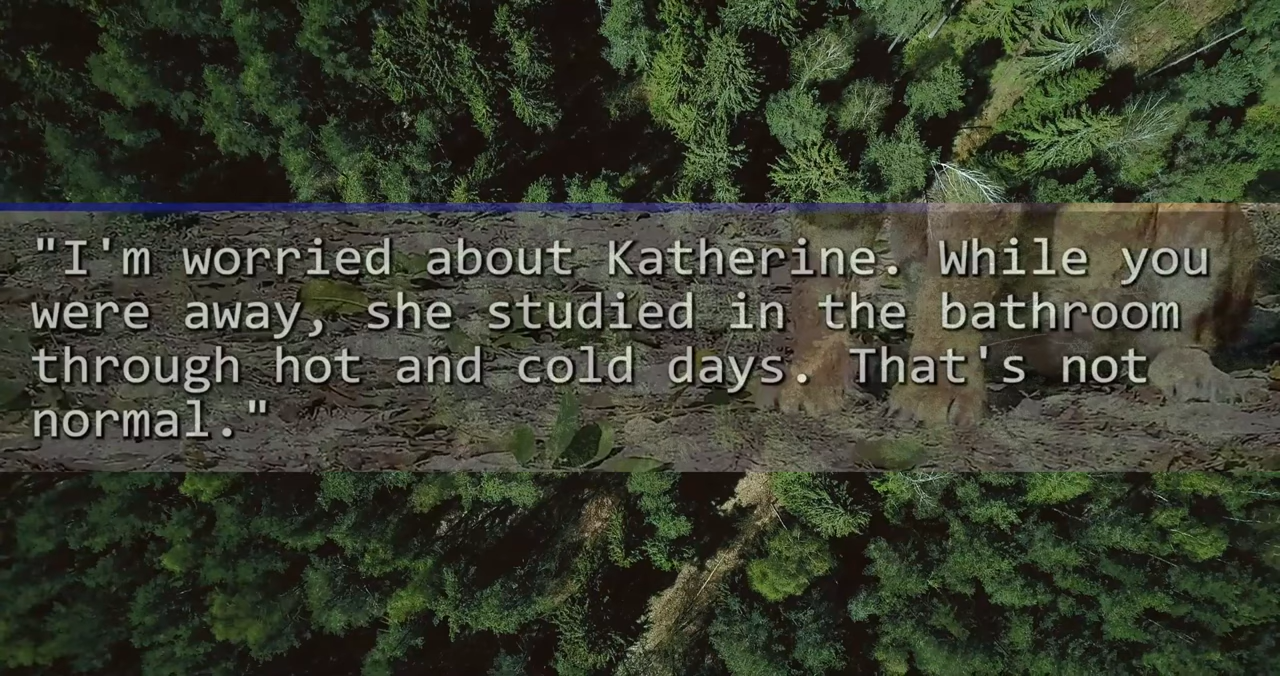 "I'm worried about Katherine. While you
were away, she studied in the bathroom
through hot and cold days. That's not
normal."